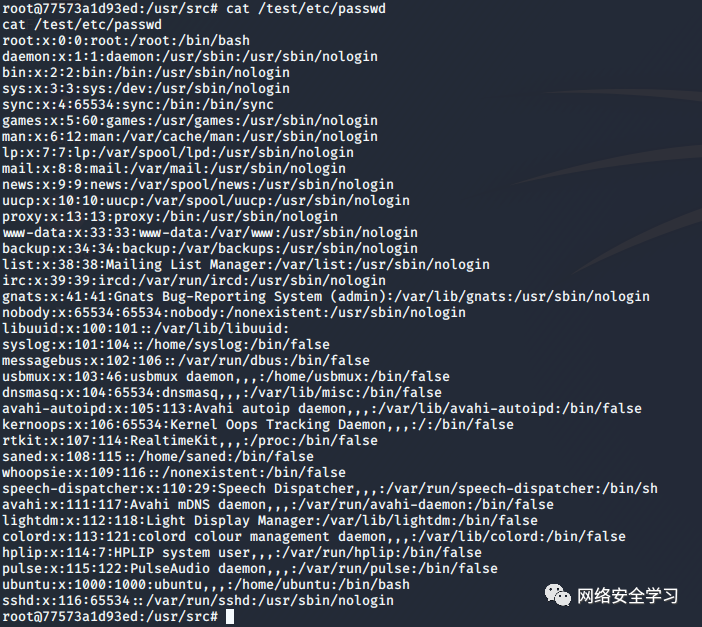 root@77573a1d93ed:/usr/src# cat /test/etc/passwd
cat /test/etc/passwd
root:x:0:0:root:/root:/bin/bash
daemon:x:1:1:daemon:/usr/sbin:/usr/sbin/nologin
bin:x:2:2:bin:/bin:/usr/sbin/nologin
sys:x:3:3:sys:/dev:/usr/sbin/nologin
sync:x:4:65534:sync:/bin:/bin/sync
games:x:5:60:games:/usr/games:/usr/sbin/nologin
man:x:6:12:man:/var/cache/man:/usr/sbin/nologin
lp:x:7:7:lp:/var/spool/lpd:/usr/sbin/nologin
mail:x:8:8:mail:/var/mail:/usr/sbin/nologin
news:x:9:9:news:/var/spool/news:/usr/sbin/nologin
uucp:x:10:10:uucp:/var/spool/uucp:/usr/sbin/nologin
proxy:x:13:13:proxy:/bin:/usr/sbin/nologin
www-data:x:33:33:www-data:/var/www:/usr/sbin/nologin
backup:x:34:34:backup:/var/backups:/usr/sbin/nologin
list:x:38:38:Mailing List Manager:/var/list:/usr/sbin/nologin
irc:x:39:39:ircd:/var/run/ircd:/usr/sbin/nologin
gnats:x:41:41:Gnats Bug-Reporting System (admin):/var/lib/gnats:/usr/sbin/nologin
nobody:x:65534:65534:nobody:/nonexistent:/usr/sbin/nologin
libuuid:x:100:101::/var/lib/libuuid:
syslog:x:101:104::/home/syslog:/bin/false
messagebus:x:102:106::/var/run/dbus:/bin/false
usbmux:x:103:46:usbmux daemon,,,:/home/usbmux:/bin/false
dnsmasq:x:104:65534:dnsmasq,,,:/var/lib/misc:/bin/false
avahi-autoipd:x:105:113:Avahi autoip daemon,,,:/var/lib/avahi-autoipd:/bin/false
kernoops:x:106:65534:Kernel Oops Tracking Daemon,,,:/:/bin/false
rtkit:x:107:114:RealtimeKit,,,:/proc:/bin/false
saned:x:108:115::/home/saned:/bin/false
whoopsie:x:109:116::/nonexistent:/bin/false
speech-dispatcher:x:110:29:Speech Dispatcher,,,:/var/run/speech-dispatcher:/bin/sh
avahi:x:111:117:Avahi mDNS daemon,,,:/var/run/avahi-daemon:/bin/false
lightdm:x:112:118:Light Display Manager:/var/lib/lightdm:/bin/false
colord:x:113:121:colord colour management daemon,,,:/var/lib/colord:/bin/false
hplip:x:114:7:HPLIP system user,,,:/var/run/hplip:/bin/false
pulse:x:115:122:PulseAudio daemon,,,:/var/run/pulse:/bin/false
ubuntu:x:1000:1000:ubuntu,,,:/home/ubuntu:/bin/bash
sshd:x:116:65534::/var/run/sshd:/usr/sbin/nologin
root@77573a1d93ed:/usr/src#
网络安全学习